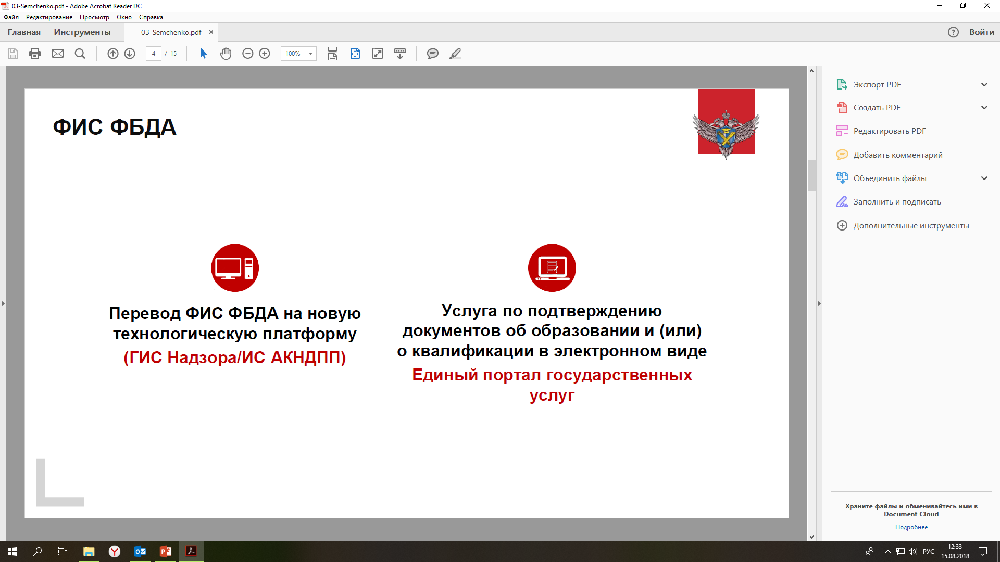 03-Semchenko.pdf - Adobe Acrobat Reader DC
Файл Редактирование Просмотр Окно Справка
Главная Инструменты 03-Semchenko.pdf × Войти
4 / 15 100%
ФИС ФБДА
Перевод ФИС ФБДА на новую
технологическую платформу
(ГИС Надзора/ИС АКНДПП)
Услуга по подтверждению
документов об образовании и (или)
о квалификации в электронном виде
Единый портал государственных
услуг
Экспорт PDF
Создать PDF
Редактировать PDF
Добавить комментарий
Объединить файлы
Заполнить и подписать
Дополнительные инструменты
Храните файлы и обменивайтесь ими в
Document Cloud
Подробнее
РУС
12:33
15.08.2018